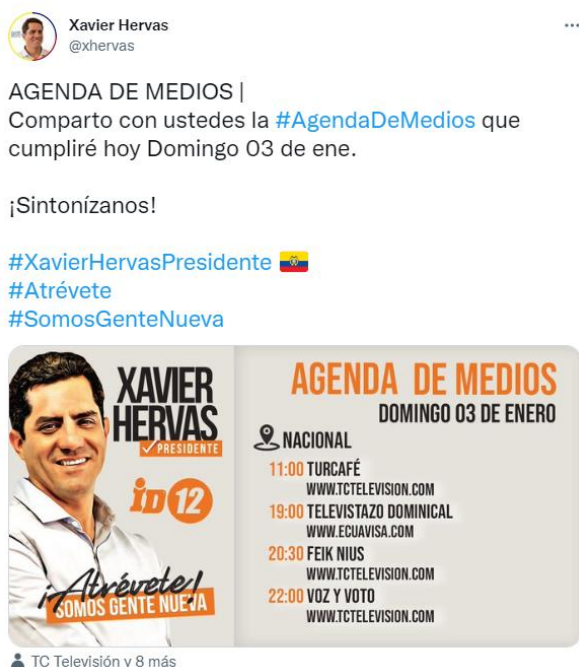 Xavier Hervas
@xhervas
AGENDA DE MEDIOS |
Comparto con ustedes la #AgendaDeMedios que
cumpliré hoy Domingo 03 de ene.
¡Sintonízanos!
#XavierHervasPresidente
#Atrévete
#SomosGenteNueva
XAVIER
HERVAS
PRESIDENTE
ID 12
¡Atrévete!
SOMOS GENTE NUEVA
AGENDA DE MEDIOS
DOMINGO 03 DE ENERO
NACIONAL
11:00 TURCAFÉ
WWW.TCTELEVISION.COM
19:00 TELEVISTAZO DOMINICAL
WWW.ECUAVISA.COM
20:30 FEIK NIUS
WWW.TCTELEVISION.COM
22:00 VOZ Y VOTO
WWW.TCTELEVISION.COM
TC Televisión y 8 más